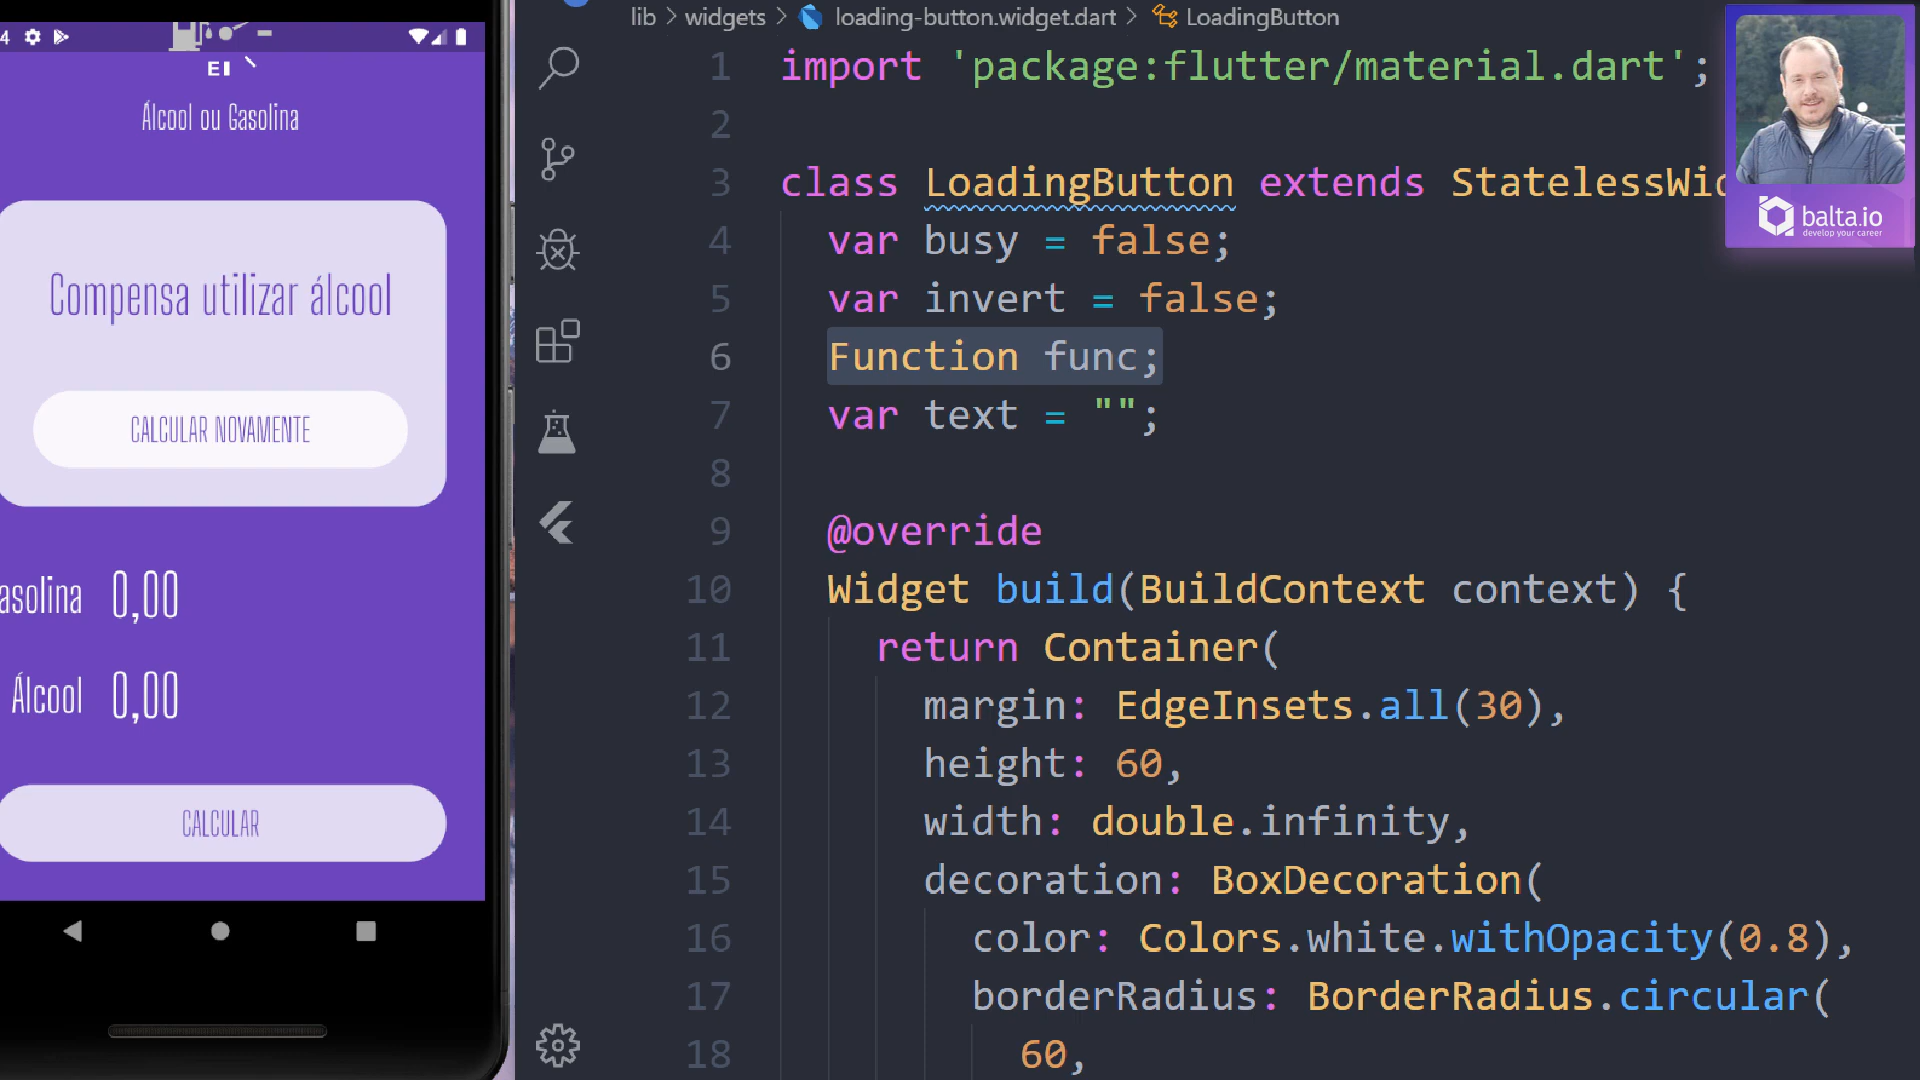 4
Álcool ou Gasolina
Compensa utilizar álcool
CALCULAR NOVAMENTE
asolina 0,00
Álcool 0,00
CALCULAR
lib > widgets > loading-button.widget.dart > LoadingButton
1 import 'package:flutter/material.dart';
2
3 class LoadingButton extends StatelessWid
4 var busy = false;
5 var invert = false;
6 Function func;
7 var text = "";
8
9 @override
10 Widget build(BuildContext context) {
11 return Container(
12 margin: EdgeInsets.all(30),
13 height: 60,
14 width: double.infinity,
15 decoration: BoxDecoration(
16 color: Colors.white.withOpacity(0.8),
17 borderRadius: BorderRadius.circular(
18 60,
balta.io
develop your career